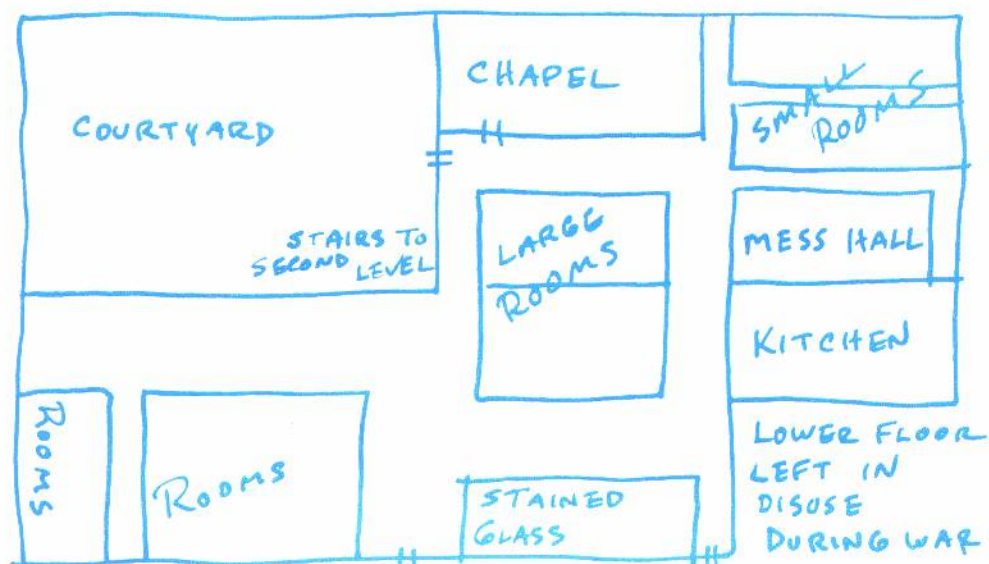 COURTYARD
CHAPEL
SMALL
ROOMS
STAIRS TO
SECOND LEVEL
LARGE
ROOMS
MESS HALL
KITCHEN
ROOMS
ROOMS
STAINED
GLASS
LOWER FLOOR
LEFT IN
DISUSE
DURING WAR